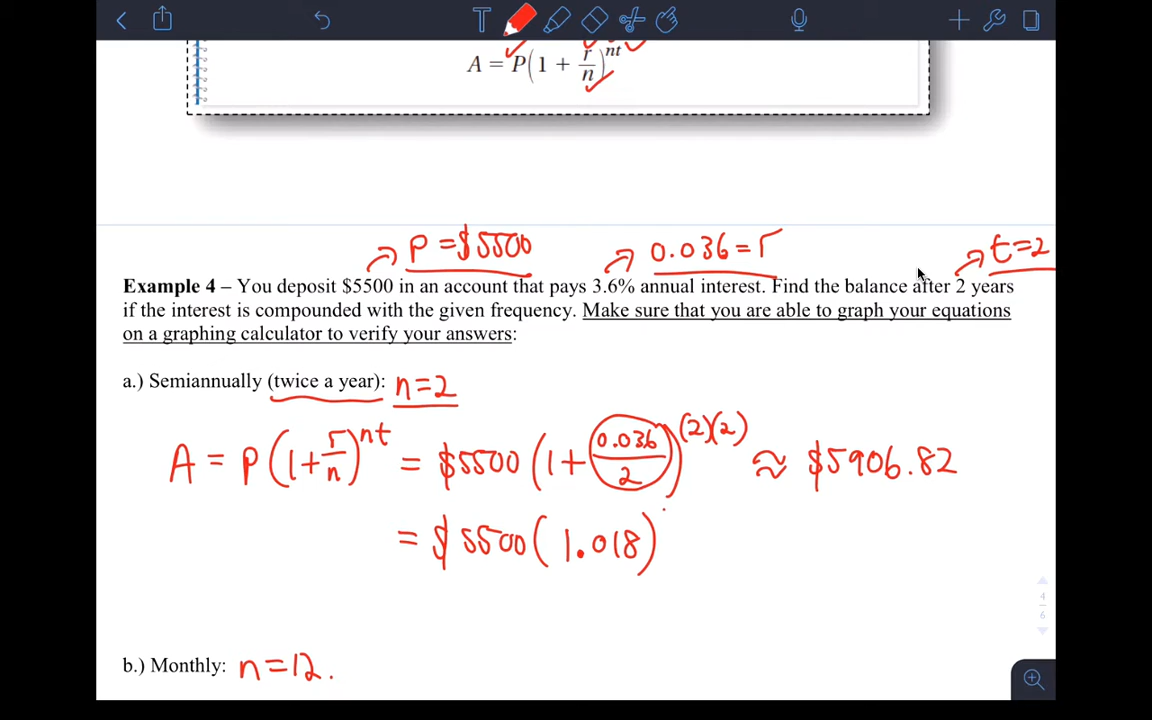 A = P(1 + r/n)^nt
P = $5500 0.036 = r t=2
Example 4 – You deposit $5500 in an account that pays 3.6% annual interest. Find the balance after 2 years
if the interest is compounded with the given frequency. Make sure that you are able to graph your equations
on a graphing calculator to verify your answers:
a.) Semiannually (twice a year): n=2
A = P(1+r/n)^nt = $5500 (1+0.036/2)^(2)(2) ≈ $5906.82
= $5500(1.018)
b.) Monthly: n=12.
4
6